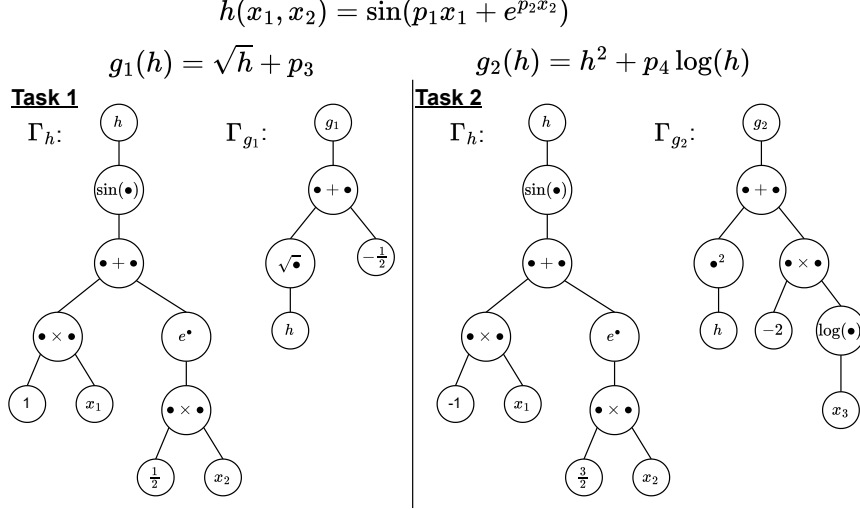 h(x₁, x₂) = sin(p₁x₁ + e^{p₂x₂})
g₁(h) = √h + p₃
g₂(h) = h² + p₄ log(h)
Task 1
Γ_h:
Γ_{g₁}:
h
g₁
sin(•)
• + •
• + •
√•
-½
• × •
e^•
h
1
x₁
• × •
½
x₂
Task 2
Γ_h:
Γ_{g₂}:
h
g₂
sin(•)
• + •
• + •
•²
• × •
• × •
e^•
h
−2
log(•)
-1
x₁
• × •
x₃
3/2
x₂